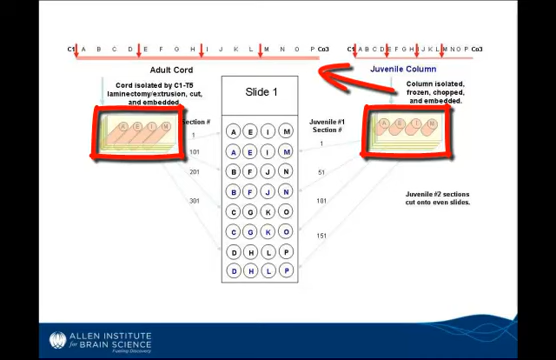 C1 A B C D E F G H I J K L M N O P Co3
C1 A B C D E F G H I J K L M N O P Co3
Adult Cord
Cord isolated by C1-T5
laminectomy/extrusion, cut,
and embedded.
A E I M
Section #
1
101
201
301
Slide 1
A E I M
A E I M
B F J N
B F J N
C G K O
C G K O
D H L P
D H L P
Juvenile Column
Column isolated,
frozen, chopped,
and embedded.
A E I M
Juvenile #1
Section #
1
51
101
151
Juvenile #2 sections
cut onto even slides.
ALLEN INSTITUTE
for BRAIN SCIENCE
Fueling Discovery